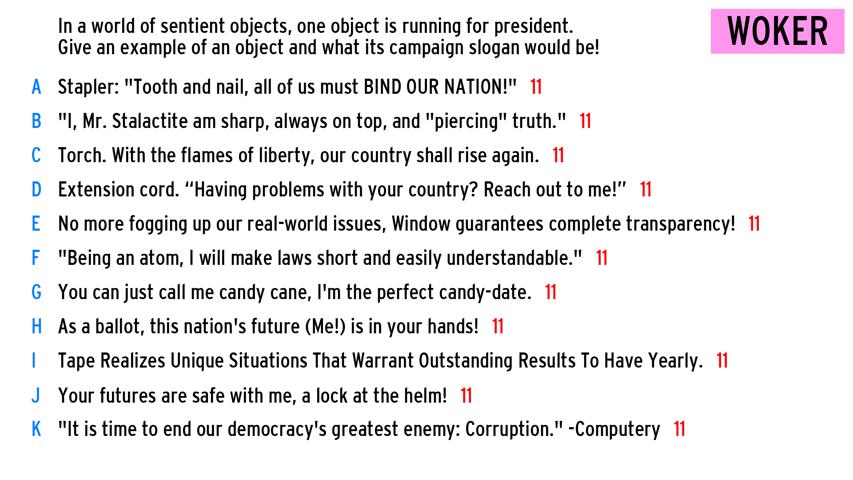 In a world of sentient objects, one object is running for president.
Give an example of an object and what its campaign slogan would be!
WOKER
A Stapler: "Tooth and nail, all of us must BIND OUR NATION!" 11
B "I, Mr. Stalactite am sharp, always on top, and "piercing" truth." 11
C Torch. With the flames of liberty, our country shall rise again. 11
D Extension cord. “Having problems with your country? Reach out to me!” 11
E No more fogging up our real-world issues, Window guarantees complete transparency! 11
F "Being an atom, I will make laws short and easily understandable." 11
G You can just call me candy cane, I'm the perfect candy-date. 11
H As a ballot, this nation's future (Me!) is in your hands! 11
I Tape Realizes Unique Situations That Warrant Outstanding Results To Have Yearly. 11
J Your futures are safe with me, a lock at the helm! 11
K "It is time to end our democracy's greatest enemy: Corruption." -Computery 11